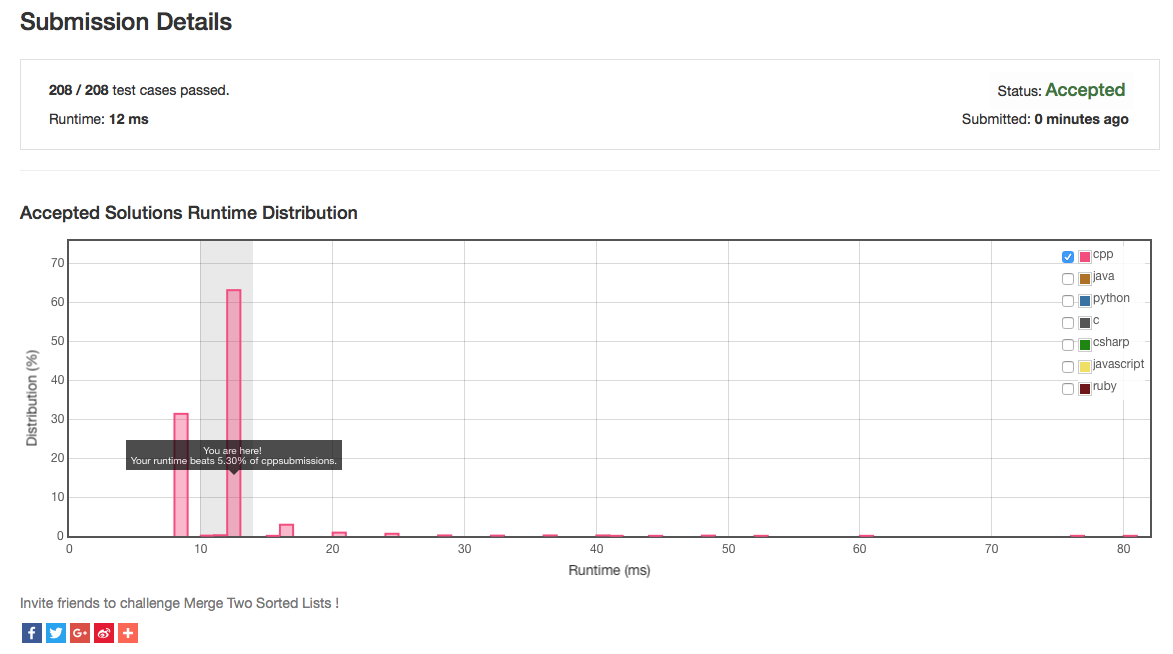 Submission Details
208 / 208 test cases passed.
Status: Accepted
Runtime: 12 ms
Submitted: 0 minutes ago
Accepted Solutions Runtime Distribution
70
60
50
40
30
20
10
0
Distribution (%)
cpp
java
python
c
csharp
javascript
ruby
You are here!
Your runtime beats 5.30% of cppsubmissions.
0 10 20 30 40 50 60 70 80
Runtime (ms)
Invite friends to challenge Merge Two Sorted Lists !
f G+ +